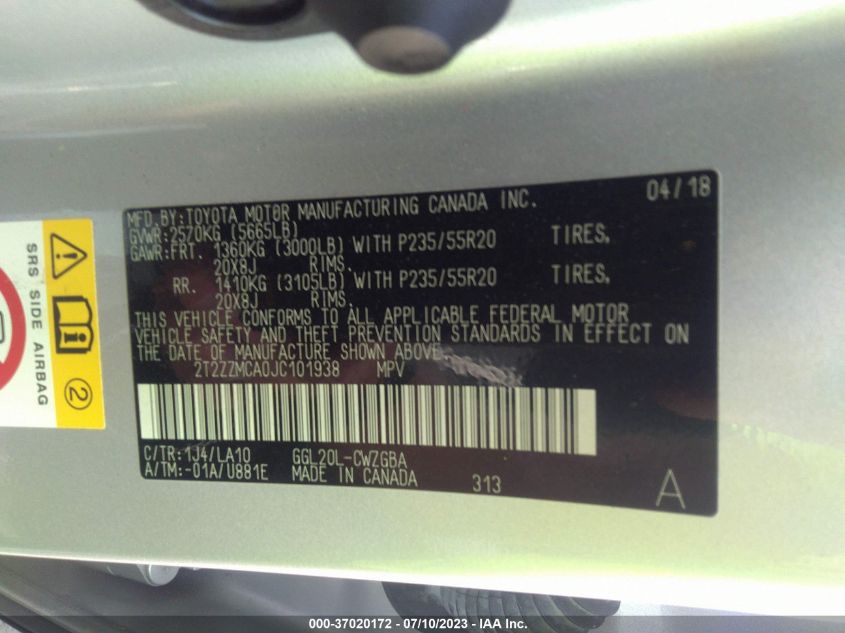 04/18
MFD.BY:TOYOTA MOTOR MANUFACTURING CANADA INC.
GVWR:2570KG (5665LB)
GAWR:FRT. 1360KG (3000LB) WITH P235/55R20 TIRES,
20X8J RIMS.
RR. 1410KG (3105LB) WITH P235/55R20 TIRES,
20X8J RIMS.
THIS VEHICLE CONFORMS TO ALL APPLICABLE FEDERAL MOTOR
VEHICLE SAFETY AND THEFT PREVENTION STANDARDS IN EFFECT ON
THE DATE OF MANUFACTURE SHOWN ABOVE.
2T2ZZMCA0JC101938 MPV
C/TR:1J4/LA10 GGL20L-CWZGBA
A/TM:-01A/U881E MADE IN CANADA 313
A
SRS SIDE AIRBAG
2
000-37020172 - 07/10/2023 - IAA Inc.